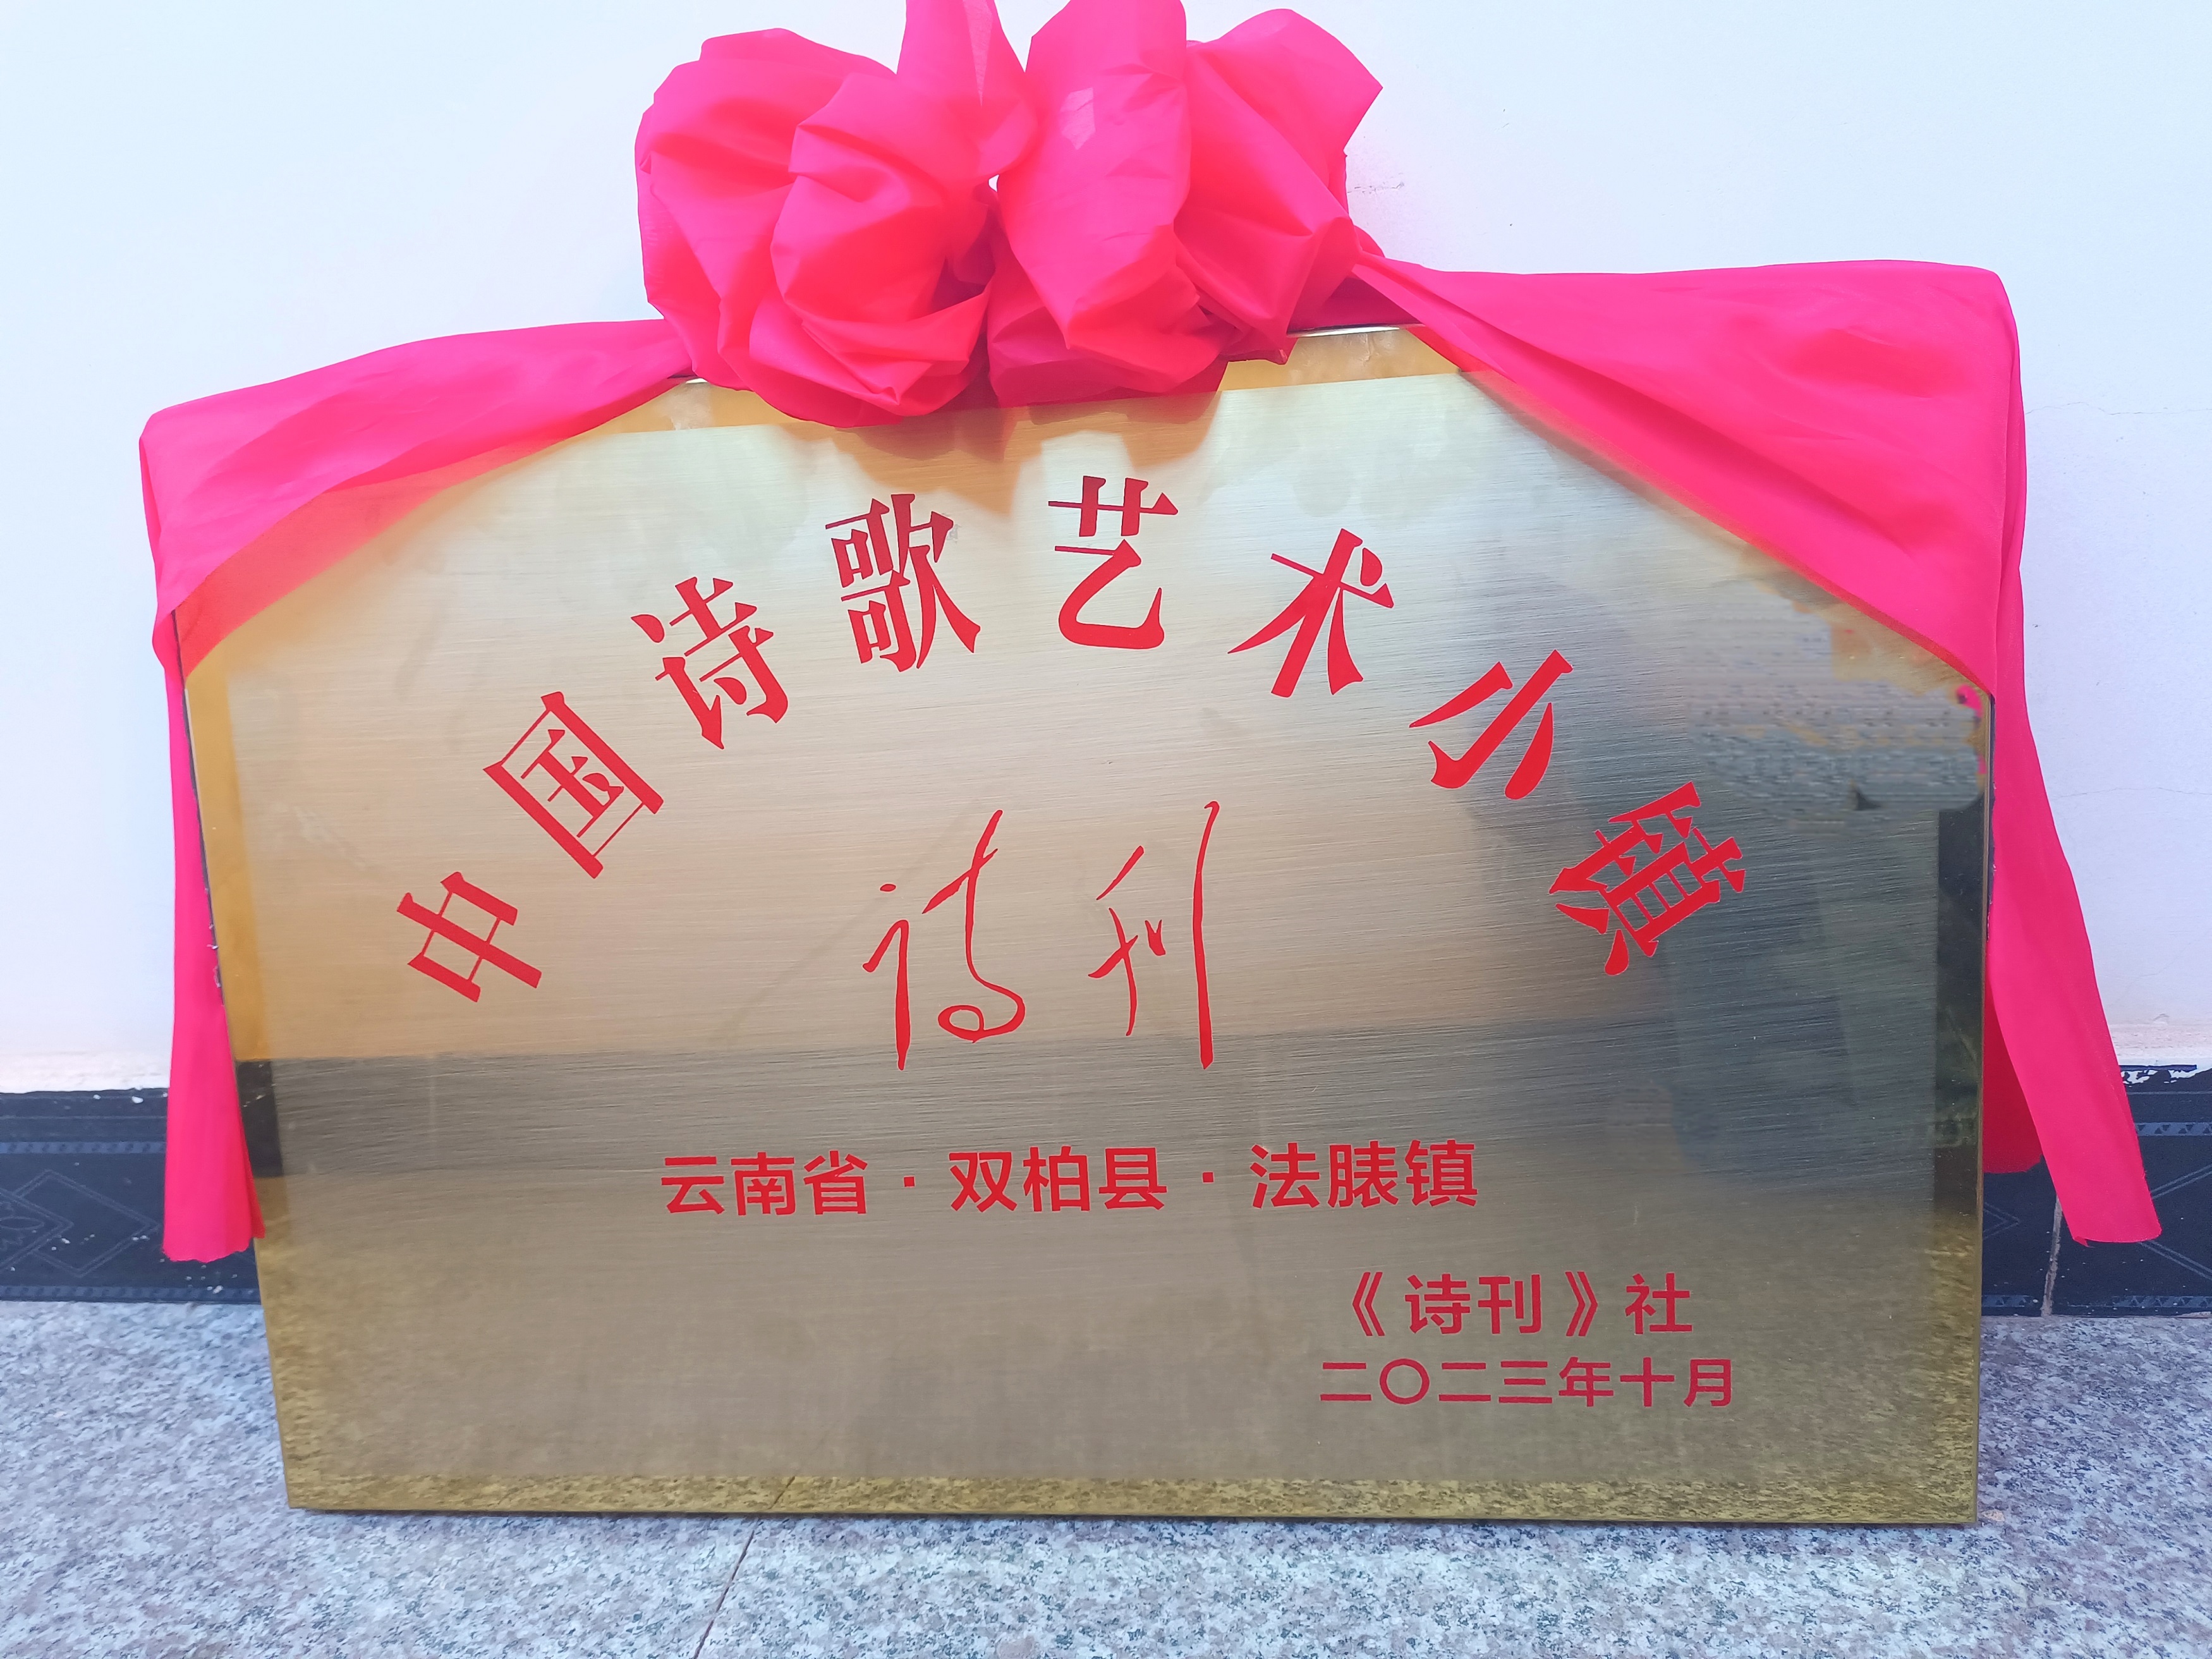 中国诗歌艺术小镇
诗刊
云南省·双柏县·法脿镇
《诗刊》社
二〇二三年十月